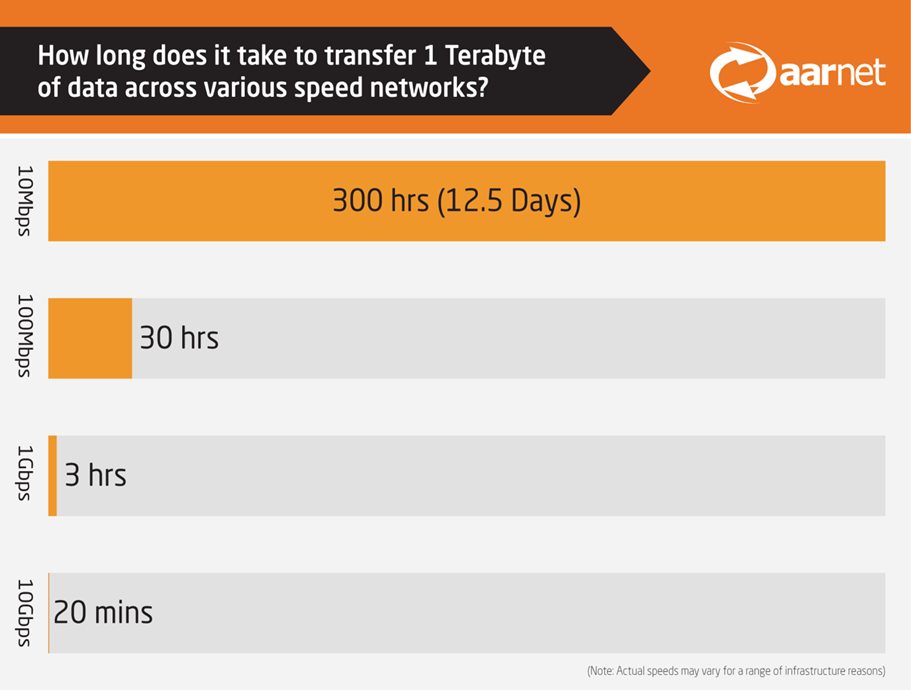 How long does it take to transfer 1 Terabyte
of data across various speed networks?
aarnet
10Mbps
300 hrs (12.5 Days)
100Mbps
30 hrs
1Gbps
3 hrs
10Gbps
20 mins
(Note: Actual speeds may vary for a range of infrastructure reasons)